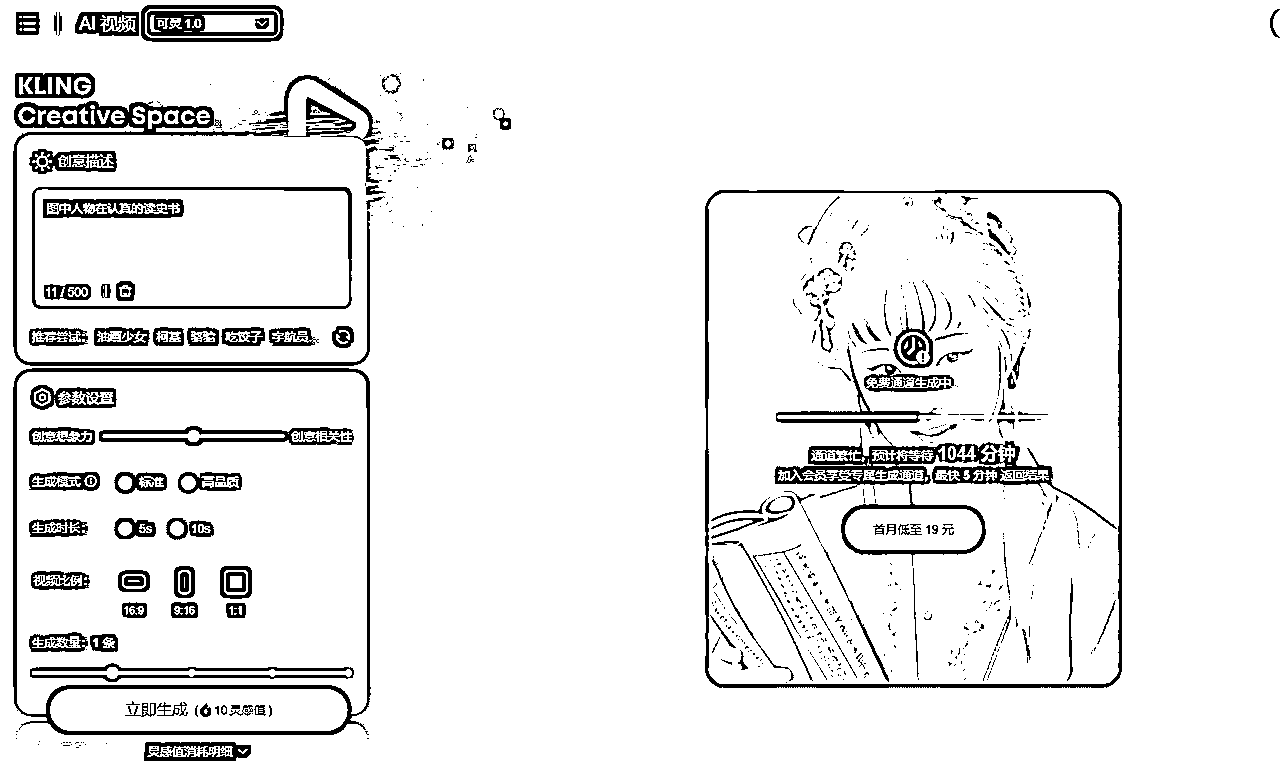 AI 视频
可灵 1.0
KLING
Creative Space
创意描述
图中人物在认真的读史书
11 / 500
推荐尝试: 油画少女 柯基 骆驼 吃饺子 宇航员
参数设置
创意想象力 创意相关性
生成模式 标准 高品质
生成时长: 5s 10s
视频比例:
16:9 9:16 1:1
生成数量: 1 条
立即生成 ( 10 灵感值 )
灵感值消耗明细
免费通道生成中
通道繁忙, 预计将等待 1044 分钟
加入会员享受专属生成通道, 最快 5 分钟 返回结果
首月低至 19 元